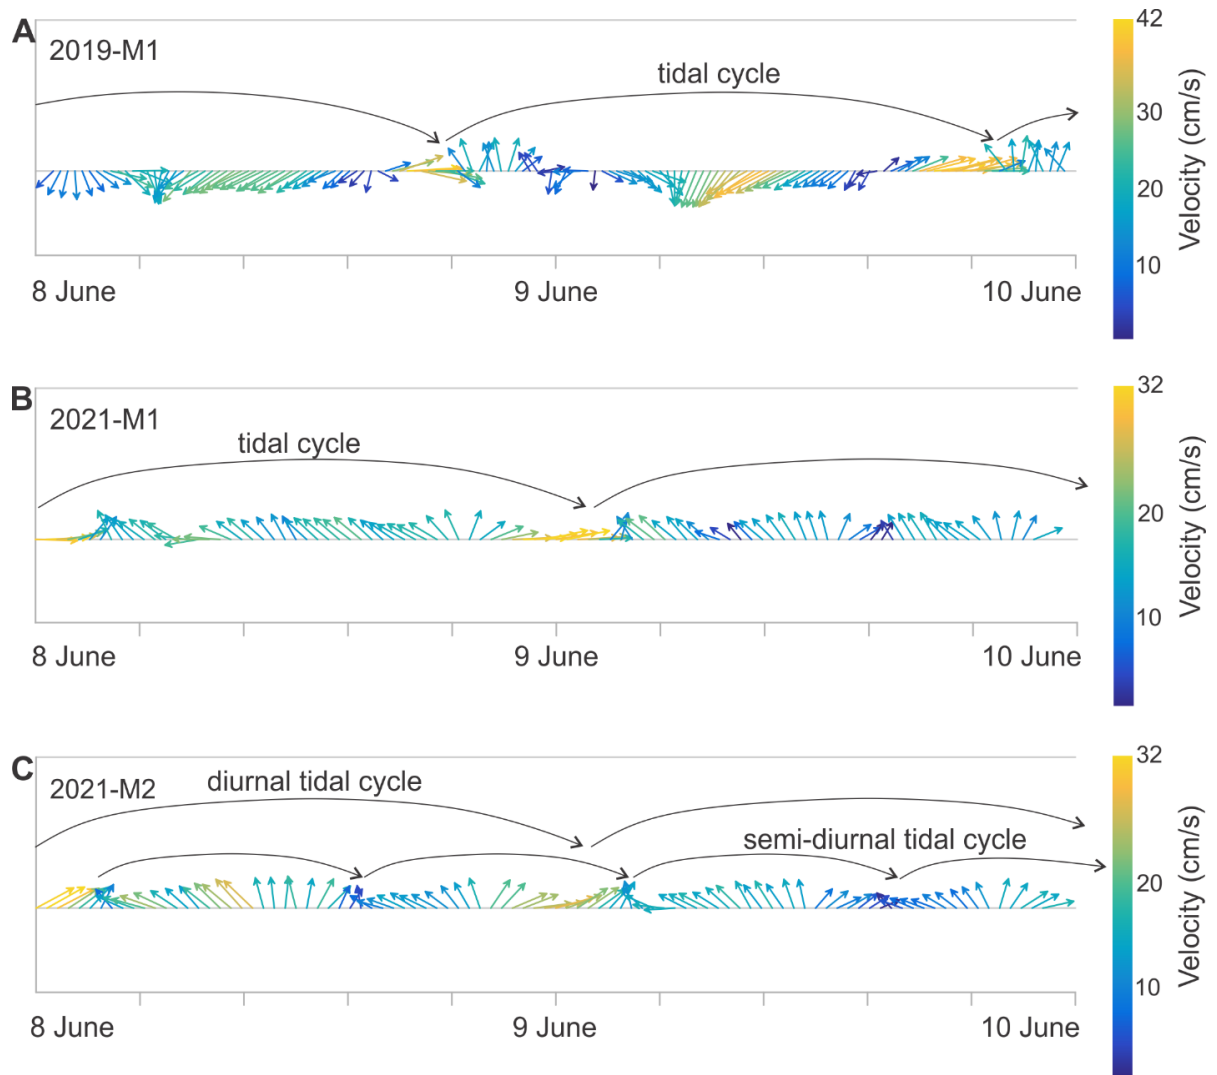 A
2019-M1
tidal cycle
8 June
9 June
10 June
42
30
20
10
Velocity (cm/s)
B
2021-M1
tidal cycle
8 June
9 June
10 June
32
20
10
Velocity (cm/s)
C
2021-M2
diurnal tidal cycle
semi-diurnal tidal cycle
8 June
9 June
10 June
32
20
10
Velocity (cm/s)